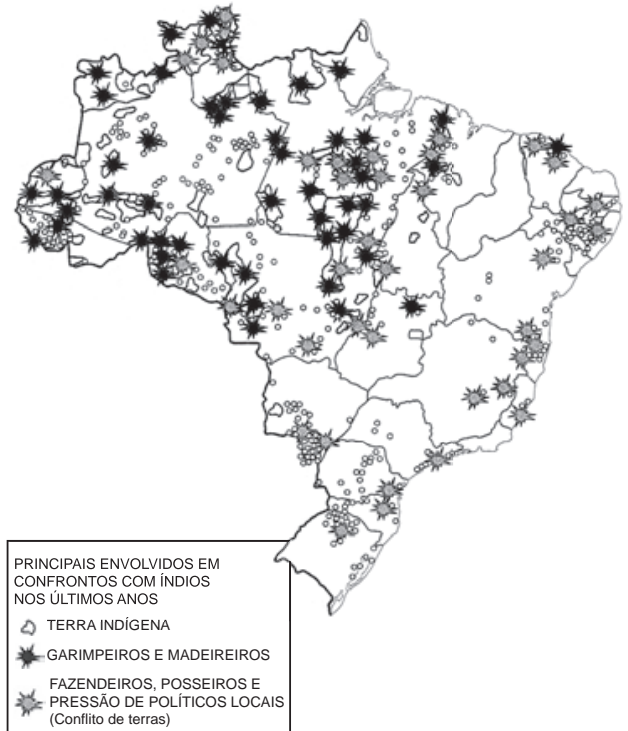 PRINCIPAIS ENVOLVIDOS EM
CONFRONTOS COM ÍNDIOS
NOS ÚLTIMOS ANOS
TERRA INDÍGENA
GARIMPEIROS E MADEIREIROS
FAZENDEIROS, POSSEIROS E
PRESSÃO DE POLÍTICOS LOCAIS
(Conflito de terras)